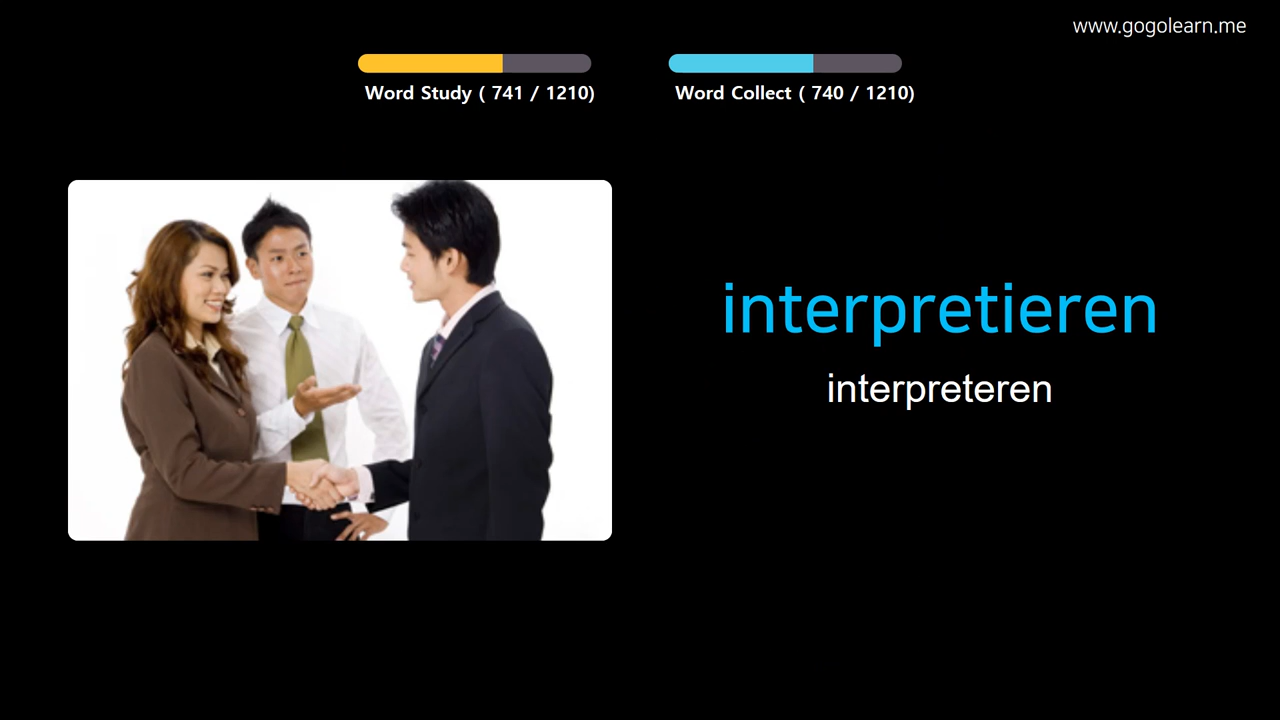 www.gogolearn.me
Word Study ( 741 / 1210)
Word Collect ( 740 / 1210)
interpretieren
interpreteren